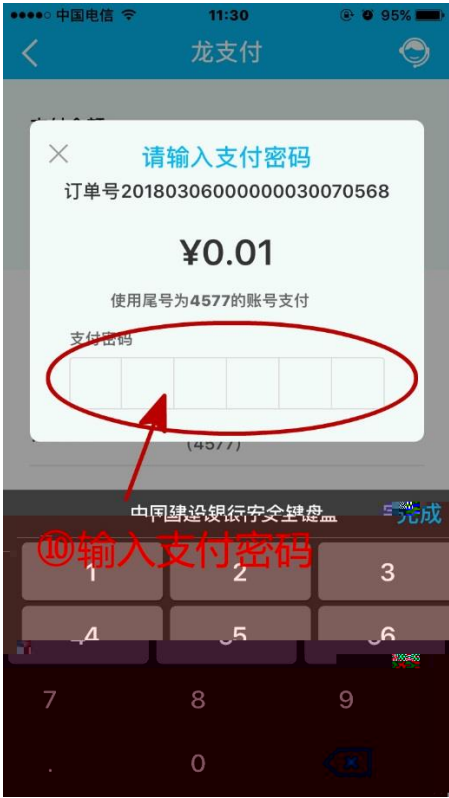 中国电信 11:30 95%
龙支付
请输入支付密码
订单号20180306000000030070568
¥0.01
使用尾号为4577的账号支付
支付密码
(4577)
中国建设银行安全键盘
完成
⑩输入支付密码
1 2 3
4 5 6
7 8 9
. 0